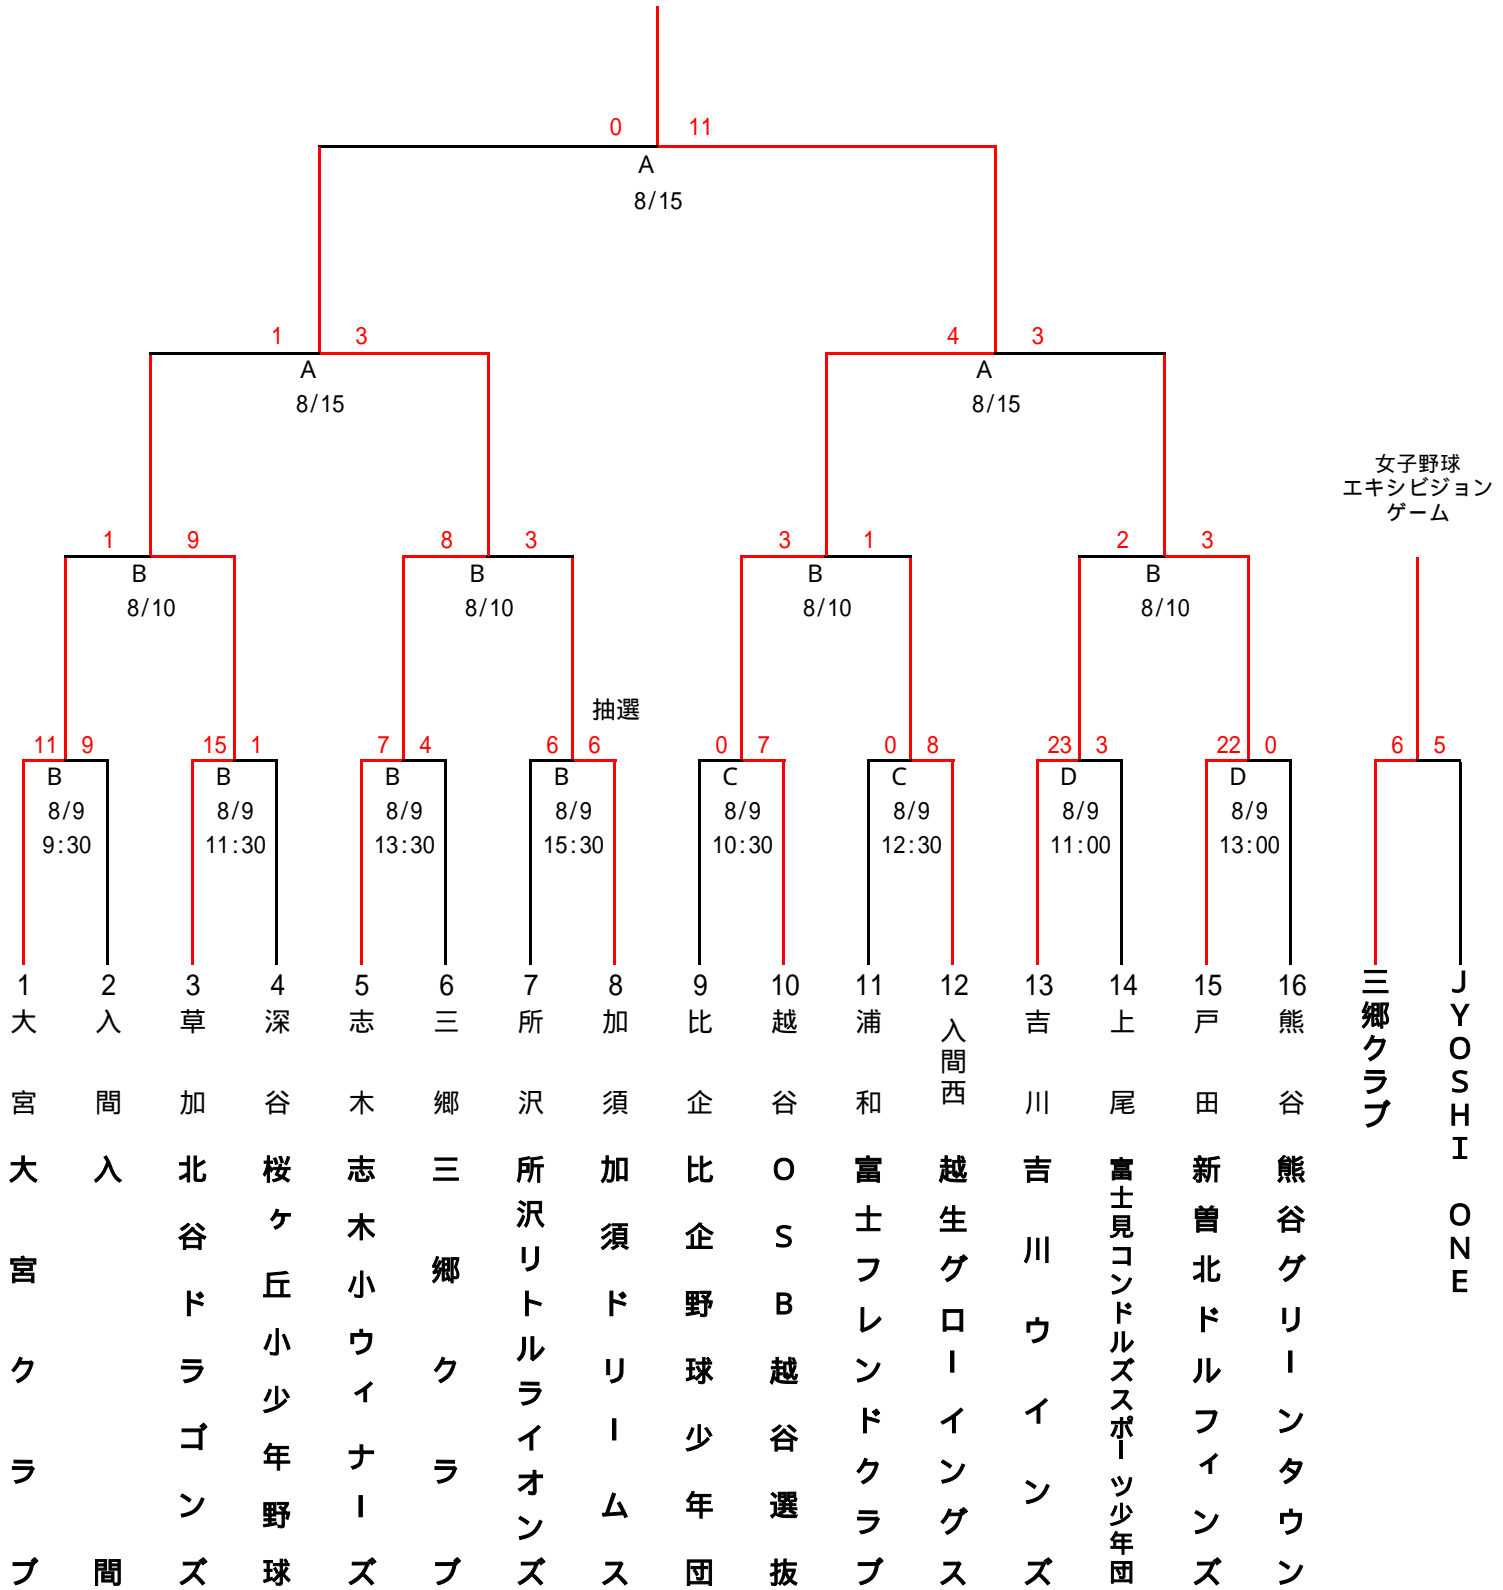 0 11
A
8/15
1 3
A
8/15
4 3
A
8/15
女子野球
エキシビジョン
ゲーム
1 9
B
8/10
8 3
B
8/10
3 1
B
8/10
2 3
B
8/10
抽選
11 9
B
8/9
9:30
15 1
B
8/9
11:30
7 4
B
8/9
13:30
6 6
B
8/9
15:30
0 7
C
8/9
10:30
0 8
C
8/9
12:30
23 3
D
8/9
11:00
22 0
D
8/9
13:00
6 5
1
大宮
大宮クラブ
2
入間
入間
3
草加
北谷ドラゴンズ
4
深谷
桜ヶ丘小少年野球
5
志木
志木小ウィナーズ
6
三郷
三郷クラブ
7
所沢
所沢リトルライオンズ
8
加須
加須ドリームス
9
比企
比企野球少年団
10
越谷
OSB越谷選抜
11
浦和
富士フレンドクラブ
12
入間西
越生グローイングス
13
吉川
吉川ウインズ
14
上尾
富士見コンドルズスポーツ少年団
15
戸田
新曽北ドルフィンズ
16
熊谷
熊谷グリーンタウン
三郷クラブ
JYOSHI ONE